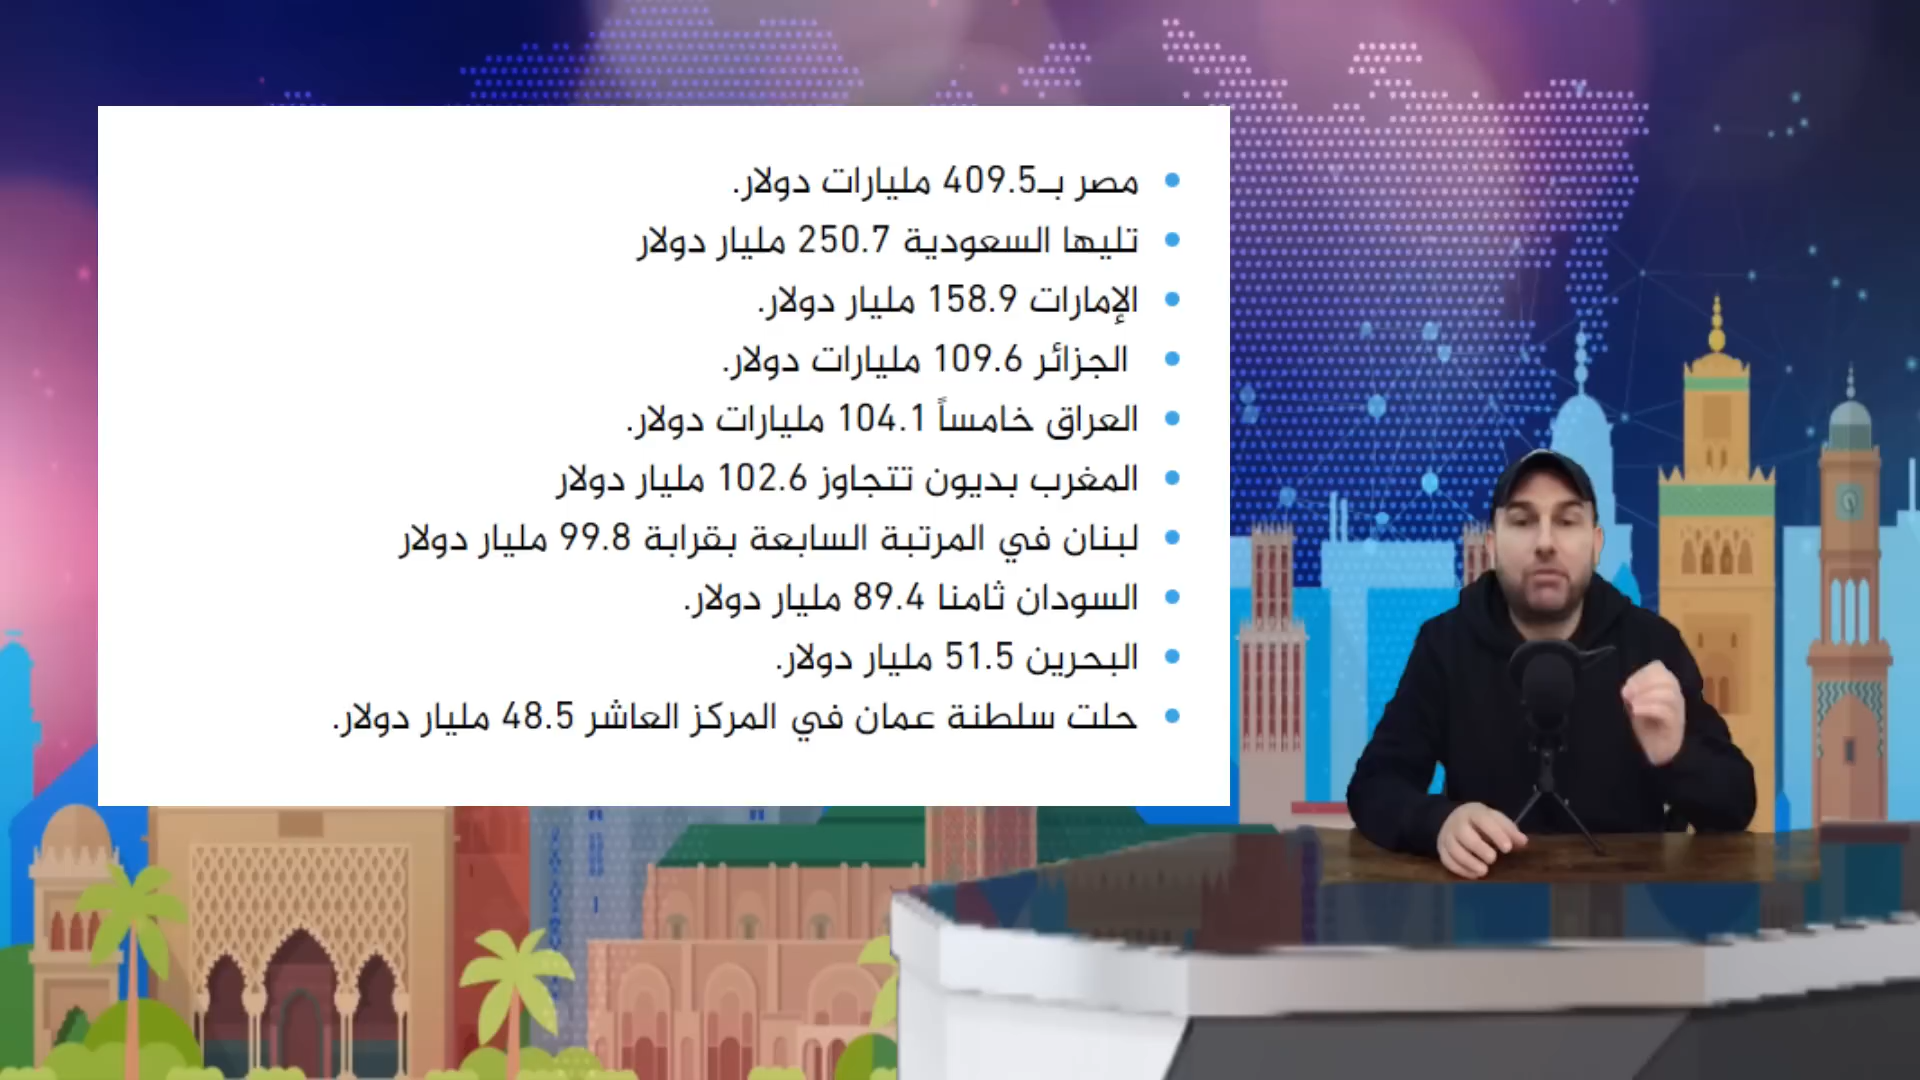 مصر بـ409.5 مليارات دولار.
تليها السعودية 250.7 مليار دولار
الإمارات 158.9 مليار دولار.
الجزائر 109.6 مليارات دولار.
العراق خامساً 104.1 مليارات دولار.
المغرب بديون تتجاوز 102.6 مليار دولار
لبنان في المرتبة السابعة بقرابة 99.8 مليار دولار
السودان ثامنا 89.4 مليار دولار.
البحرين 51.5 مليار دولار.
حلت سلطنة عمان في المركز العاشر 48.5 مليار دولار.